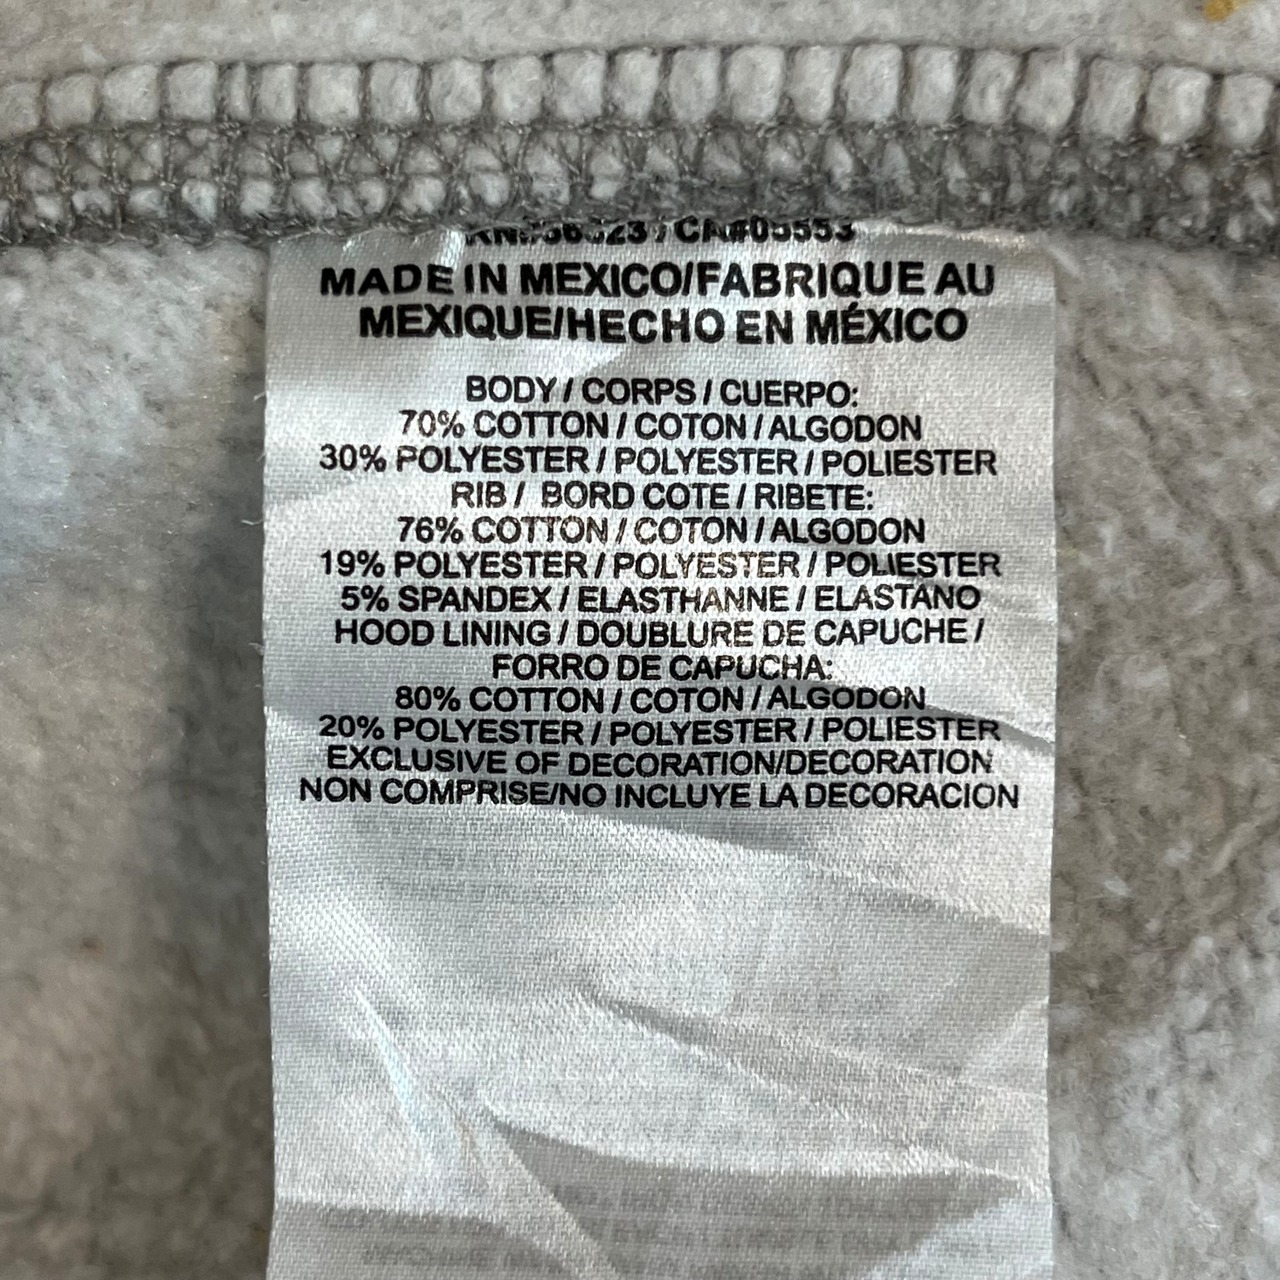 CA#05553
MADE IN MEXICO/FABRIQUE AU
MEXIQUE/HECHO EN MÉXICO
BODY / CORPS / CUERPO:
70% COTTON / COTON / ALGODON
30% POLYESTER / POLYESTER / POLIESTER
RIB / BORD COTE / RIBETE:
76% COTTON / COTON / ALGODON
19% POLYESTER / POLYESTER / POLIESTER
5% SPANDEX / ELASTHANNE / ELASTANO
HOOD LINING / DOUBLURE DE CAPUCHE /
FORRO DE CAPUCHA:
80% COTTON / COTON / ALGODON
20% POLYESTER / POLYESTER / POLIESTER
EXCLUSIVE OF DECORATION/DECORATION
NON COMPRISE/NO INCLUYE LA DECORACION